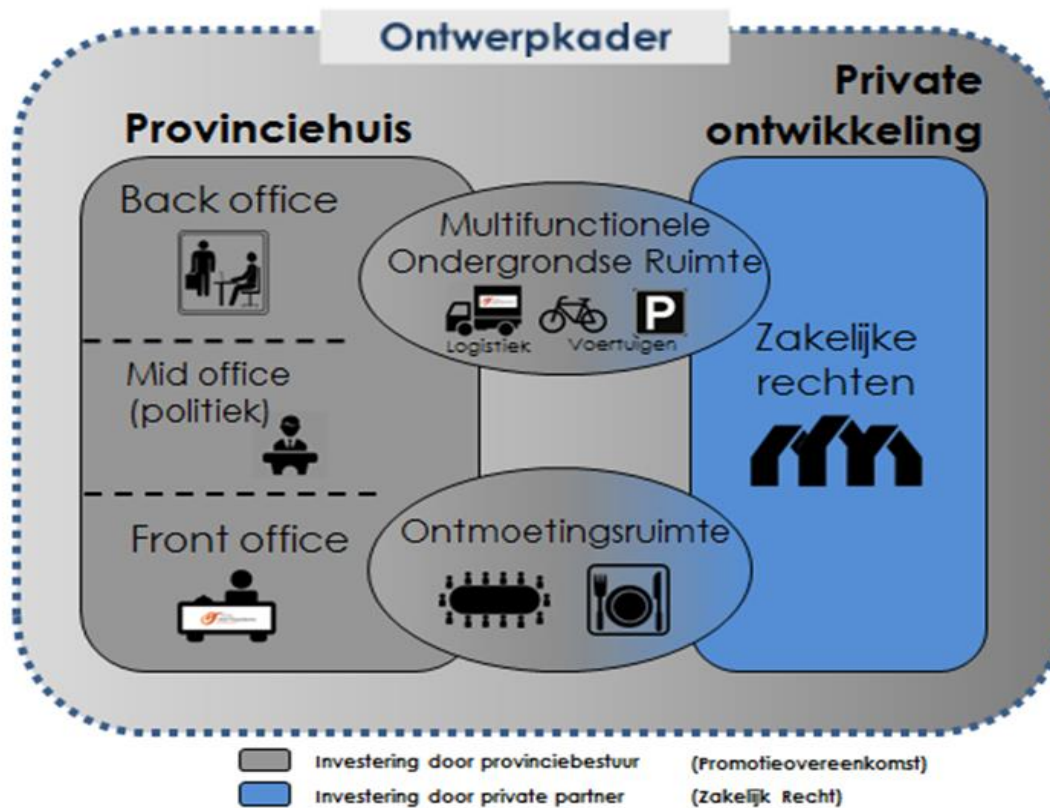 Ontwerpkader
Provinciehuis
Private
ontwikkeling
Back office
Mid office
(politiek)
Front office
Multifunctionele
Ondergrondse Ruimte
P
Logistiek Voertuigen
Ontmoetingsruimte
Zakelijke
rechten
Investering door provinciebestuur (Promotieovereenkomst)
Investering door private partner (Zakelijk Recht)